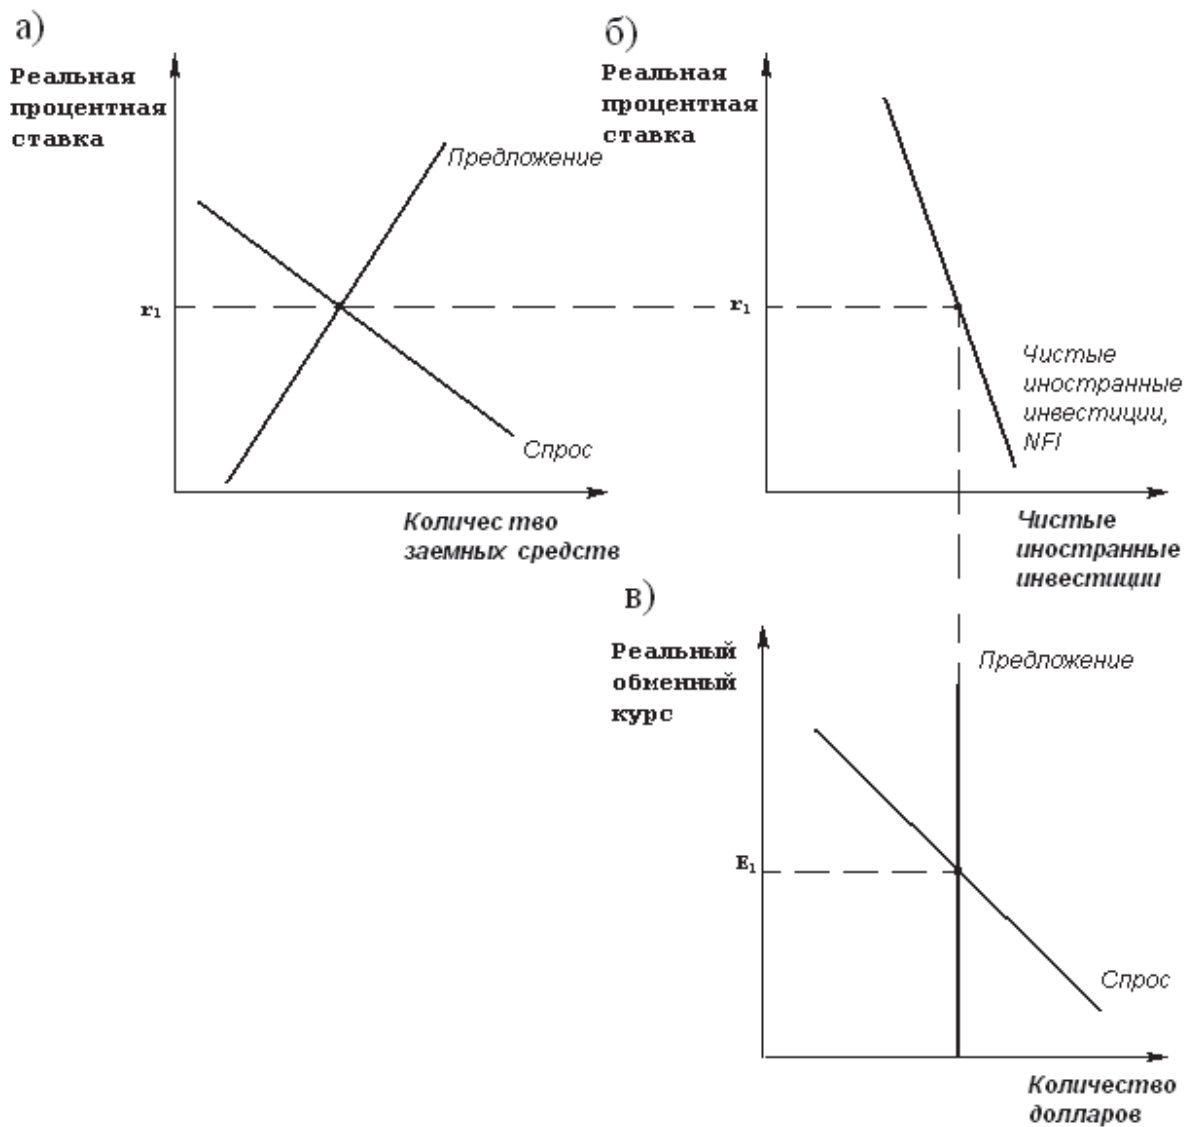 а)
Реальная
процентная
ставка
Предложение
r₁
Спрос
Количес тво
заемных средств
б)
Реальная
процентная
ставка
r₁
Чистые
иностранные
инвестиции,
NFI
Чистые
иностранные
инвестиции
в)
Реальный
обменный
курс
Предложение
E₁
Спрос
Количество
долларов